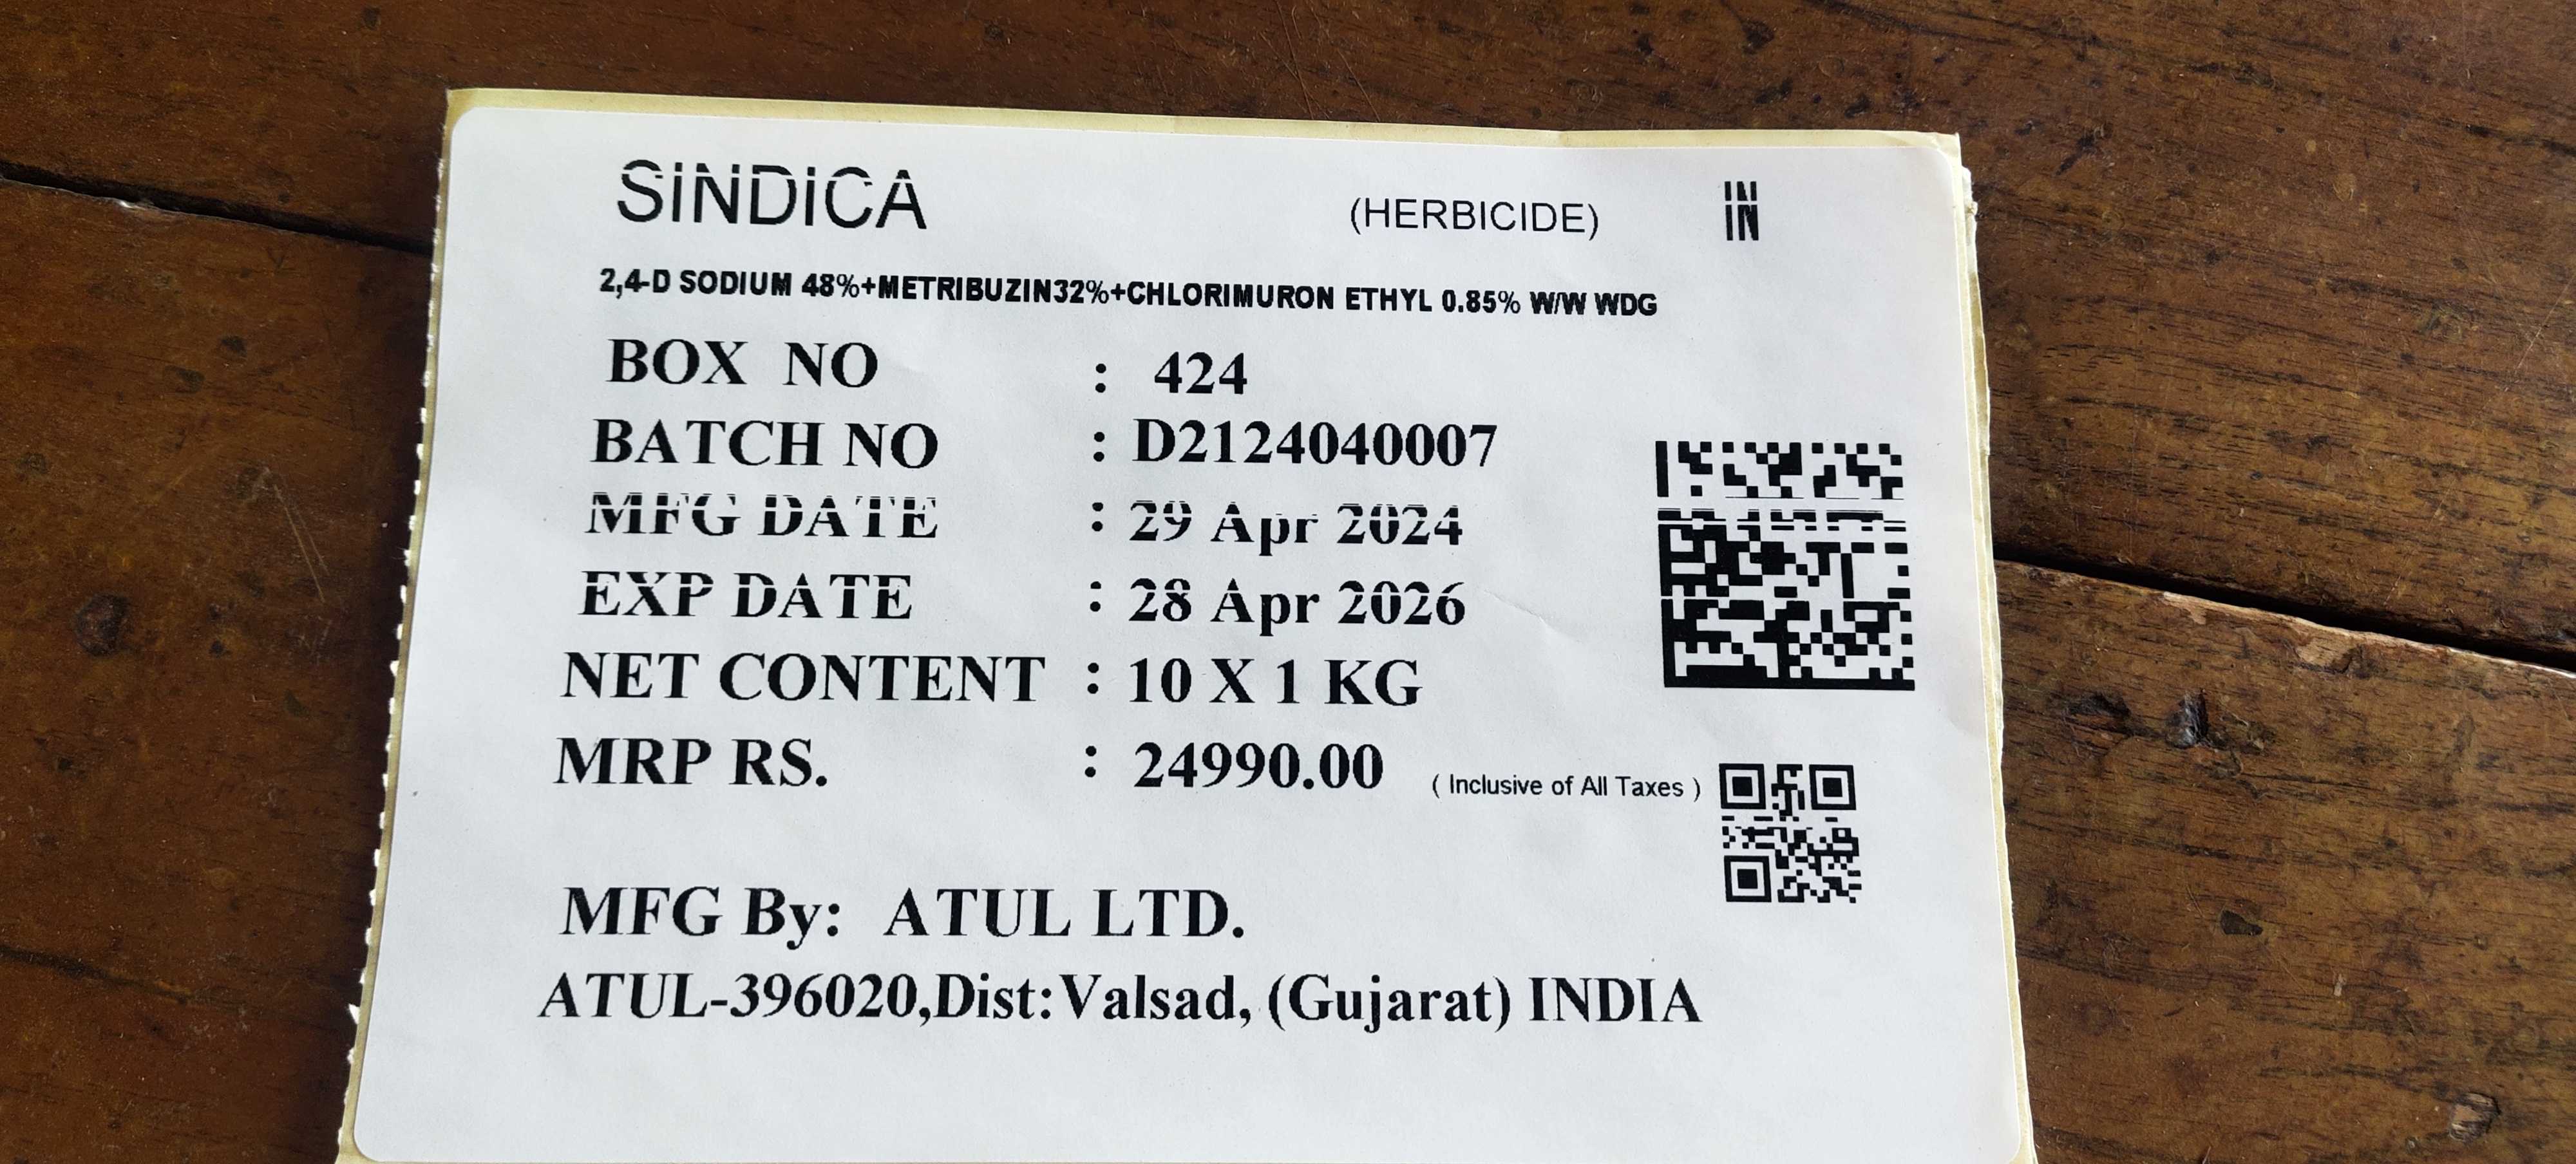 SINDICA (HERBICIDE) IN
2,4-D SODIUM 48%+METRIBUZIN32%+CHLORIMURON ETHYL 0.85% W/W WDG
BOX NO : 424
BATCH NO : D2124040007
MFG DATE : 29 Apr 2024
EXP DATE : 28 Apr 2026
NET CONTENT : 10 X 1 KG
MRP RS. : 24990.00 ( Inclusive of All Taxes )
MFG By: ATUL LTD.
ATUL-396020,Dist:Valsad, (Gujarat) INDIA